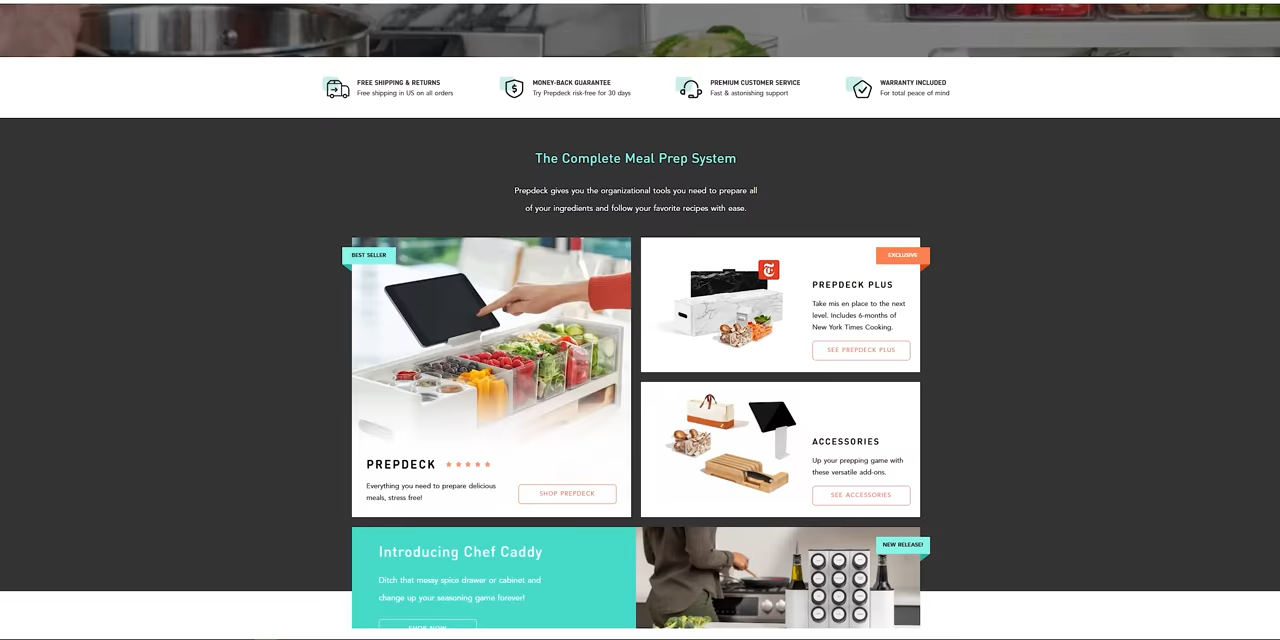 FREE SHIPPING & RETURNS
Free shipping in US on all orders
MONEY-BACK GUARANTEE
Try Prepdeck risk-free for 30 days
PREMIUM CUSTOMER SERVICE
Fast & astonishing support
WARRANTY INCLUDED
For total peace of mind
The Complete Meal Prep System
Prepdeck gives you the organizational tools you need to prepare all
of your ingredients and follow your favorite recipes with ease.
BEST SELLER
PREPDECK
Everything you need to prepare delicious
meals, stress free!
SHOP PREPDECK
EXCLUSIVE
PREPDECK PLUS
Take mis en place to the next
level. Includes 6-months of
New York Times Cooking.
SEE PREPDECK PLUS
ACCESSORIES
Up your prepping game with
these versatile add-ons.
SEE ACCESSORIES
Introducing Chef Caddy
Ditch that messy spice drawer or cabinet and
change up your seasoning game forever!
SHOP NOW
NEW RELEASE!